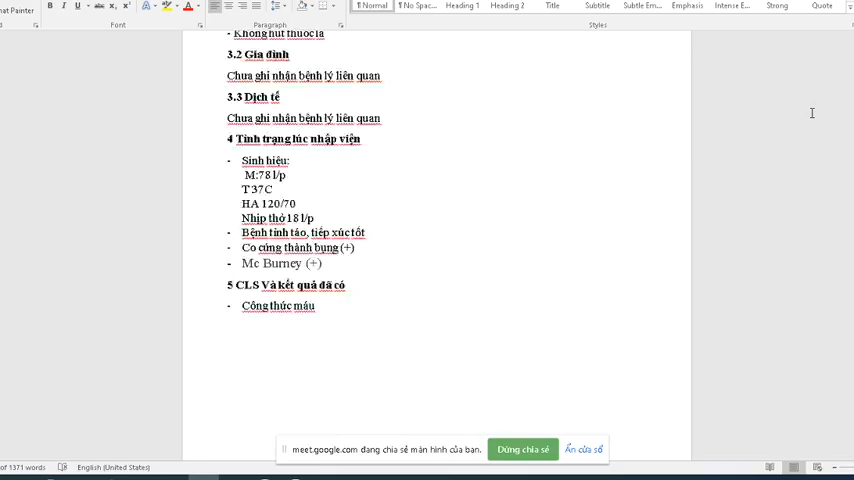 mat Painter
Font
Paragraph
Styles
Normal
No Spac...
Heading 1
Heading 2
Title
Subtitle
Subtle Em...
Emphasis
Intense E...
Strong
Quote
- Không hút thuốc lá
3.2 Gia đình
Chưa ghi nhận bệnh lý liên quan
3.3 Dịch tể
Chưa ghi nhận bệnh lý liên quan
4 Tình trạng lúc nhập viện
- Sinh hiệu:
M:78 l/p
T 37C
HA 120/70
Nhịp thở 18 l/p
- Bệnh tỉnh táo, tiếp xúc tốt
- Co cứng thành bụng (+)
- Mc Burney (+)
5 CLS Và kết quả đã có
- Công thức máu
meet.google.com đang chia sẻ màn hình của bạn.
Dừng chia sẻ
Ẩn cửa sổ
of 1371 words
English (United States)